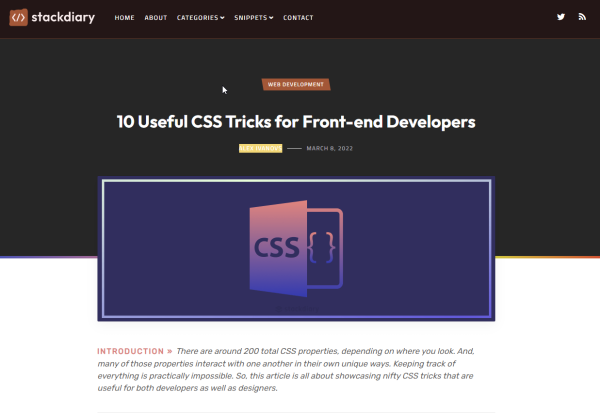 </> stackdiary
HOME ABOUT CATEGORIES SNIPPETS CONTACT
WEB DEVELOPMENT
10 Useful CSS Tricks for Front-end Developers
MARCH 8, 2022
CSS { }
INTRODUCTION » There are around 200 total CSS properties, depending on where you look. And,
many of those properties interact with one another in their own unique ways. Keeping track of
everything is practically impossible. So, this article is all about showcasing nifty CSS tricks that are
useful for both developers as well as designers.